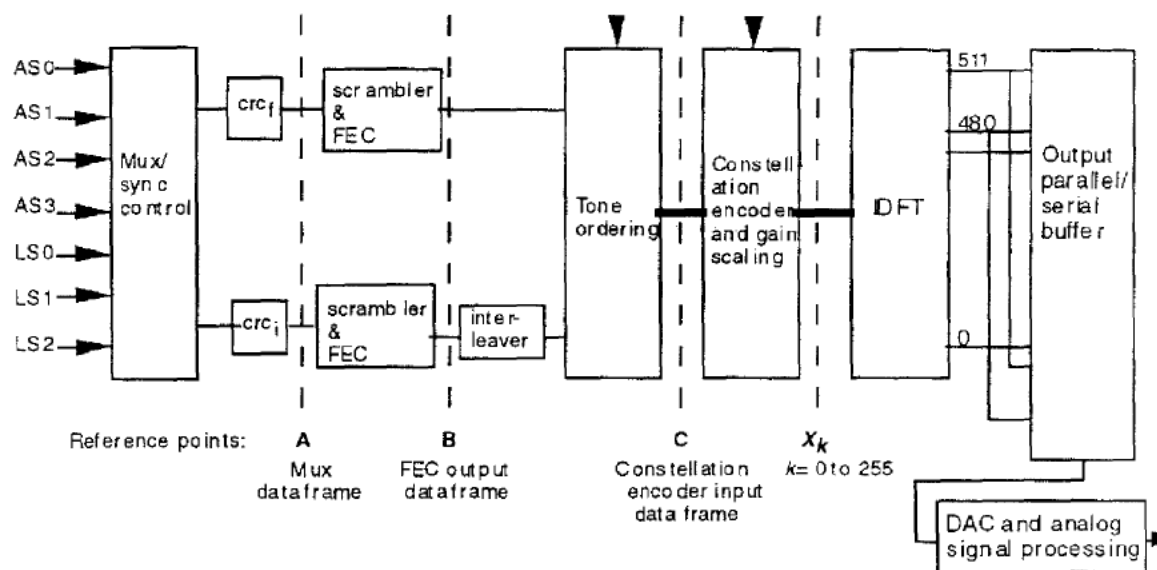 AS0
AS1
AS2
AS3
LS0
LS1
LS2
Mux/
sync
control
crcf
scrambler
&
FEC
crci
scrambler
&
FEC
inter-
leaver
Tone
ordering
Constell
ation
encoder
and gain
scaling
IDFT
511
480
0
Output
parallel/
serial
buffer
Reference points:
A
Mux
dataframe
B
FEC output
dataframe
C
Constellation
encoder input
data frame
Xk
k= 0 to 255
DAC and analog
signal processing